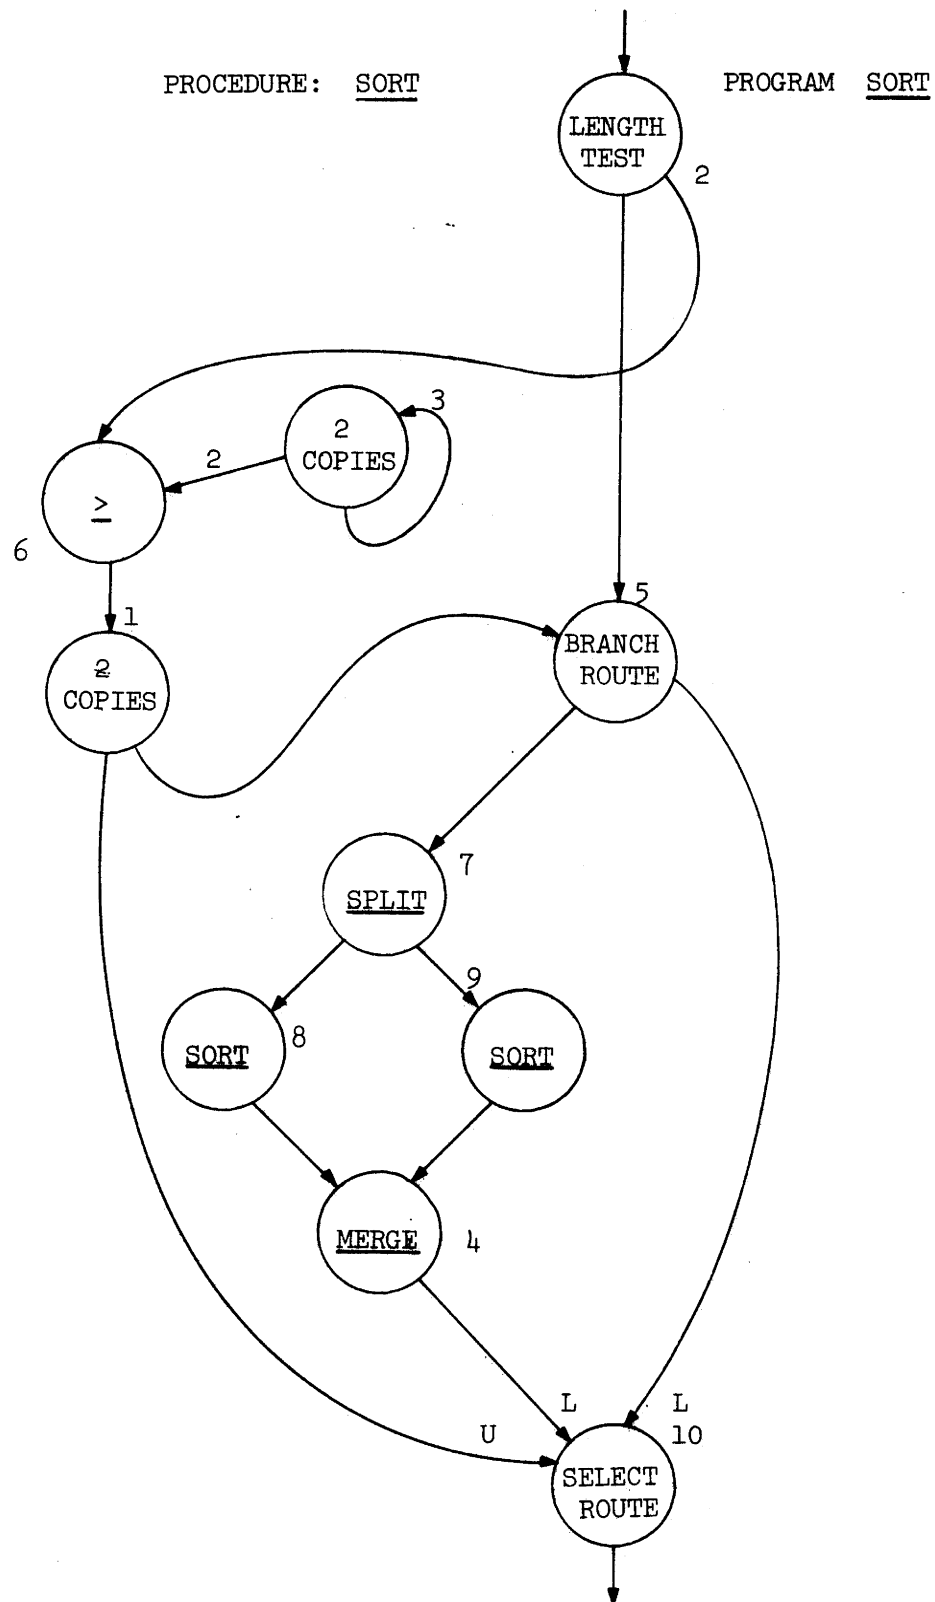 PROCEDURE: SORT
PROGRAM SORT
LENGTH
TEST
2
3
2
COPIES
2
≥
6
1
2
COPIES
5
BRANCH
ROUTE
7
SPLIT
9
8
SORT
SORT
MERGE
4
L
L
U
10
SELECT
ROUTE